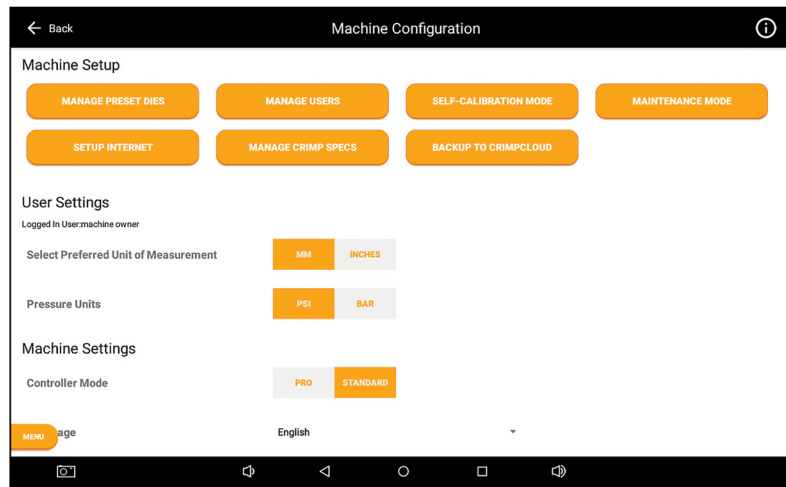 Back
Machine Configuration
Machine Setup
MANAGE PRESET DIES
MANAGE USERS
SELF-CALIBRATION MODE
MAINTENANCE MODE
SETUP INTERNET
MANAGE CRIMP SPECS
BACKUP TO CRIMPCLOUD
User Settings
Logged In User:machine owner
Select Preferred Unit of Measurement
MM
INCHES
Pressure Units
PSI
BAR
Machine Settings
Controller Mode
PRO
STANDARD
MENU
age
English